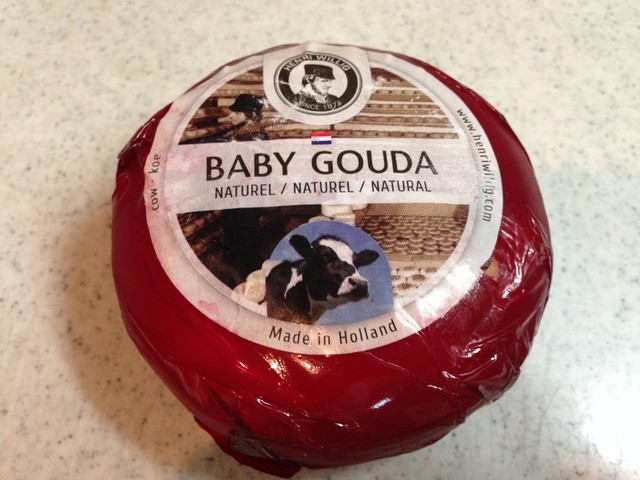 HENRI WILLIG
SINCE 1974
BABY GOUDA
NATUREL / NATUREL / NATURAL
cow - koe
www.henriwillig.com
Made in Holland